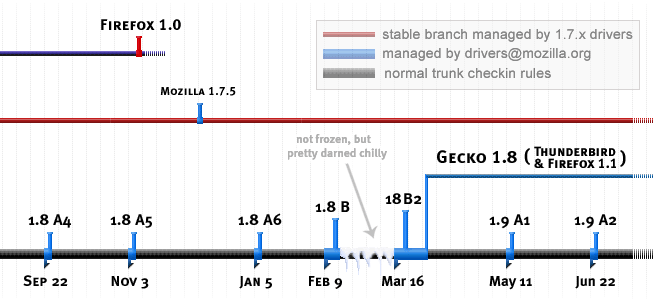 FIREFOX 1.0
stable branch managed by 1.7.x drivers
managed by drivers@mozilla.org
normal trunk checkin rules
MOZILLA 1.7.5
not frozen, but
pretty darned chilly
GECKO 1.8 ( THUNDERBIRD
& FIREFOX 1.1 )
1.8 A4
1.8 A5
1.8 A6
1.8 B
18B2
1.9 A1
1.9 A2
SEP 22
NOV 3
JAN 5
FEB 9
Mar 16
May 11
Jun 22